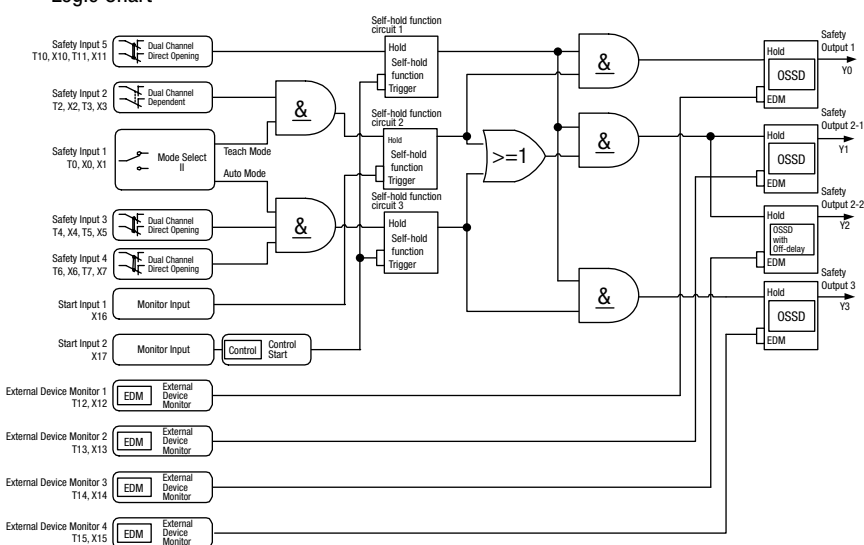 Logic Chart
Safety Input 5
T10, X10, T11, X11
Dual Channel
Direct Opening
Safety Input 2
T2, X2, T3, X3
Dual Channel
Dependent
Safety Input 1
T0, X0, X1
Mode Select
II
Teach Mode
Auto Mode
Safety Input 3
T4, X4, T5, X5
Dual Channel
Direct Opening
Safety Input 4
T6, X6, T7, X7
Dual Channel
Direct Opening
Start Input 1
X16
Monitor Input
Start Input 2
X17
Monitor Input
Control
Control
Start
External Device Monitor 1
T12, X12
EDM
External
Device
Monitor
External Device Monitor 2
T13, X13
EDM
External
Device
Monitor
External Device Monitor 3
T14, X14
EDM
External
Device
Monitor
External Device Monitor 4
T15, X15
EDM
External
Device
Monitor
&
&
Self-hold function
circuit 1
Hold
Self-hold
function
Trigger
Self-hold function
circuit 2
Hold
Self-hold
function
Trigger
Self-hold function
circuit 3
Hold
Self-hold
function
Trigger
>=1
&
&
&
Hold
OSSD
EDM
Safety
Output 1
Y0
Hold
OSSD
EDM
Safety
Output 2-1
Y1
Hold
OSSD
with
Off-delay
EDM
Safety
Output 2-2
Y2
Hold
OSSD
EDM
Safety
Output 3
Y3